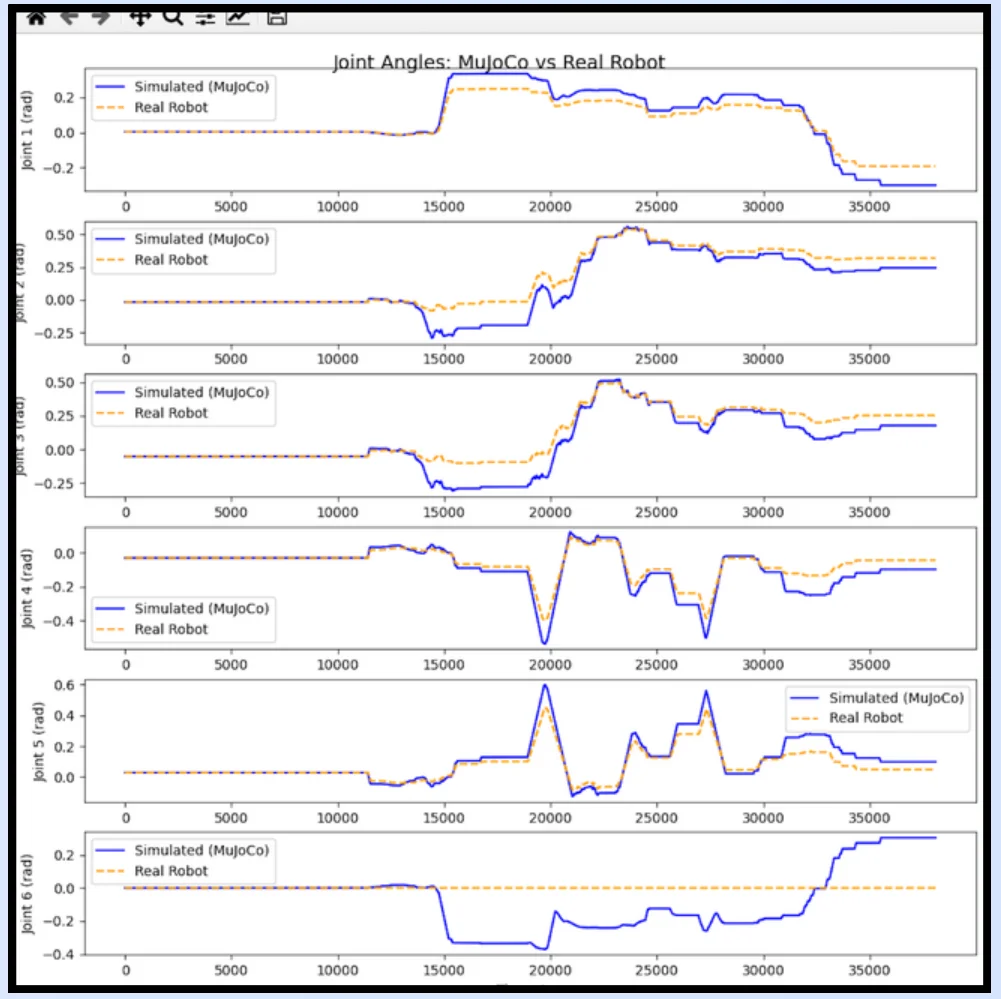 Joint Angles: MuJoCo vs Real Robot
Joint 1 (rad)
0.2
0.0
−0.2
Simulated (MuJoCo)
Real Robot
0 5000 10000 15000 20000 25000 30000 35000
Joint 2 (rad)
0.50
0.25
0.00
−0.25
Simulated (MuJoCo)
Real Robot
0 5000 10000 15000 20000 25000 30000 35000
Joint 3 (rad)
0.50
0.25
0.00
−0.25
Simulated (MuJoCo)
Real Robot
0 5000 10000 15000 20000 25000 30000 35000
Joint 4 (rad)
0.0
−0.2
−0.4
Simulated (MuJoCo)
Real Robot
0 5000 10000 15000 20000 25000 30000 35000
Joint 5 (rad)
0.6
0.4
0.2
0.0
Simulated (MuJoCo)
Real Robot
0 5000 10000 15000 20000 25000 30000 35000
Joint 6 (rad)
0.2
0.0
−0.2
−0.4
Simulated (MuJoCo)
Real Robot
0 5000 10000 15000 20000 25000 30000 35000